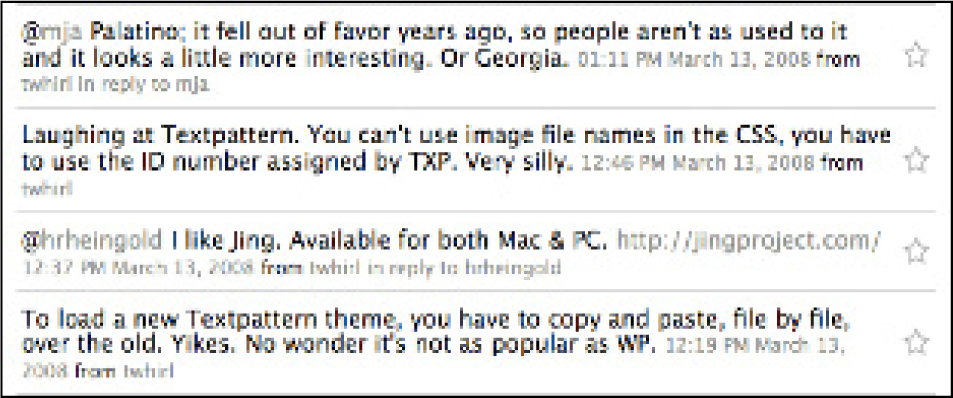 @mja Palatino; it fell out of favor years ago, so people aren't as used to it
and it looks a little more interesting. Or Georgia. 01:11 PM March 13, 2008 from
twhirl in reply to mja
Laughing at Textpattern. You can't use image file names in the CSS, you have
to use the ID number assigned by TXP. Very silly. 12:46 PM March 13, 2008 from
twhirl
@hrheingold I like Jing. Available for both Mac & PC. http://jingproject.com/
12:37 PM March 13, 2008 from twhirl in reply to hrheingold
To load a new Textpattern theme, you have to copy and paste, file by file,
over the old. Yikes. No wonder it's not as popular as WP. 12:19 PM March 13,
2008 from twhirl